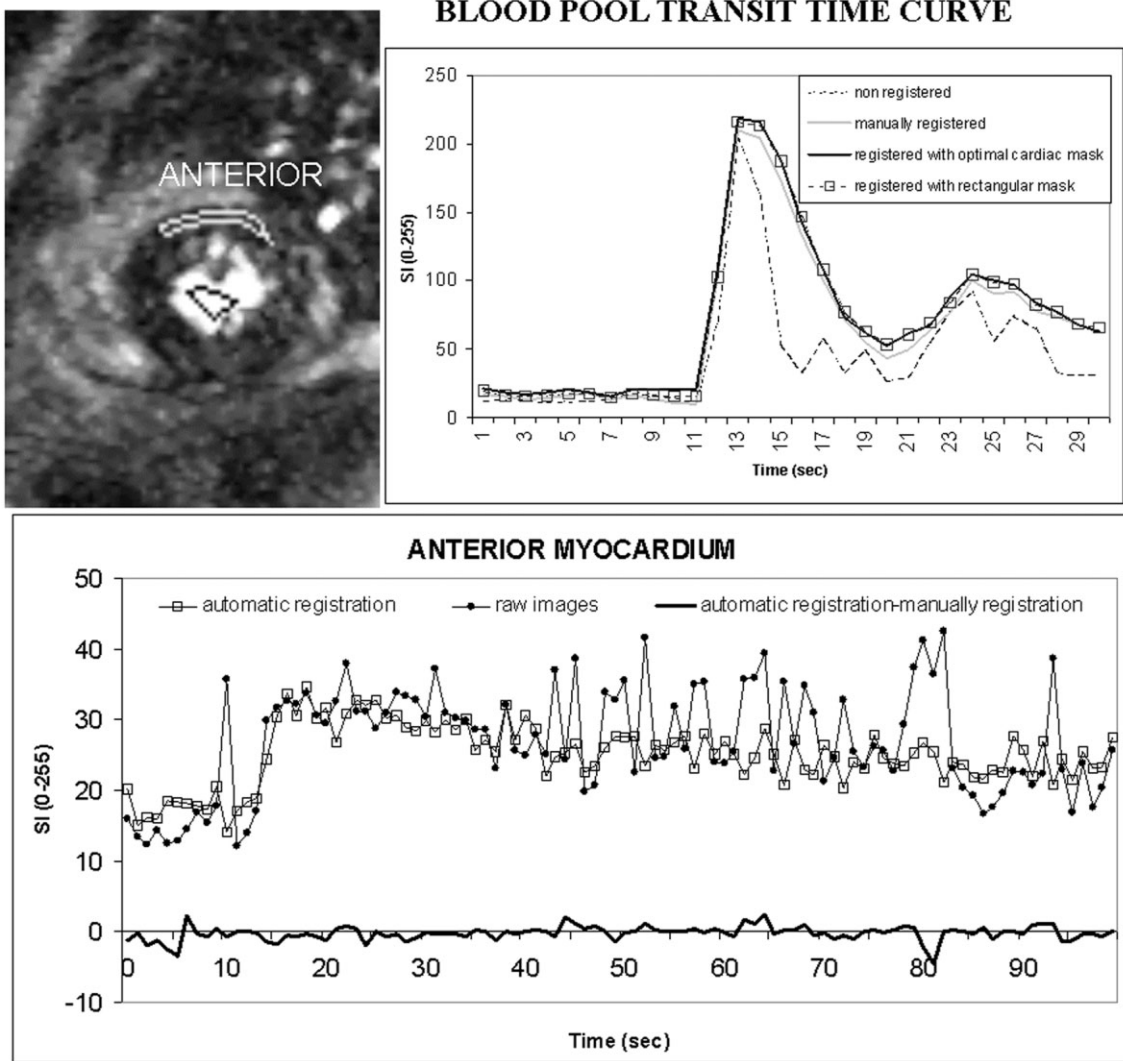 BLOOD POOL TRANSIT TIME CURVE
ANTERIOR
250
200
150
100
50
0
SI (0-255)
non registered
manually registered
registered with optimal cardiac mask
registered with rectangular mask
1 3 5 7 9 11 13 15 17 19 21 23 25 27 29
Time (sec)
ANTERIOR MYOCARDIUM
50
40
30
20
10
0
-10
SI (0-255)
automatic registration raw images automatic registration-manually registration
0 10 20 30 40 50 60 70 80 90
Time (sec)